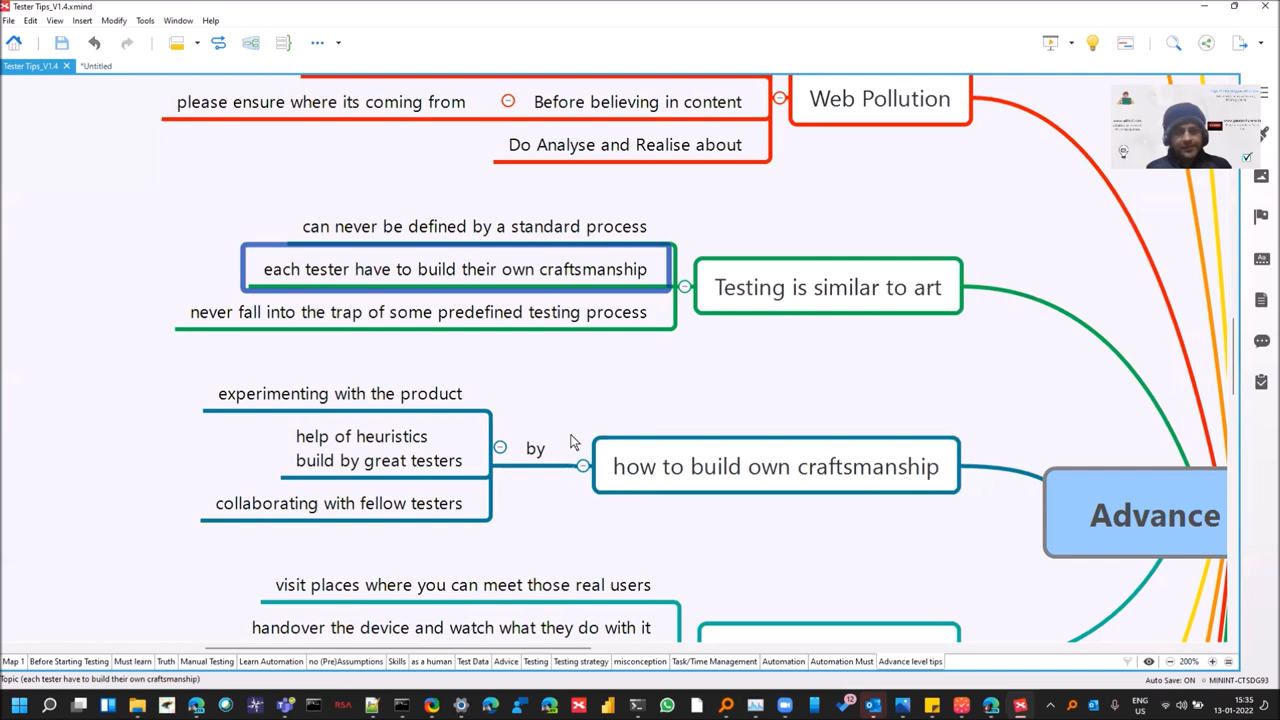 Tester Tips_V1.4.xmind
File Edit View Insert Modify Tools Window Help
Tester Tips_V1.4 *Untitled
please ensure where its coming from
Before believing in content
Web Pollution
Do Analyse and Realise about
can never be defined by a standard process
each tester have to build their own craftsmanship
Testing is similar to art
never fall into the trap of some predefined testing process
experimenting with the product
help of heuristics
build by great testers
by
how to build own craftsmanship
collaborating with fellow testers
Advance
visit places where you can meet those real users
handover the device and watch what they do with it
Map 1 Before Starting Testing Must learn Truth Manual Testing Learn Automation no (Pre)Assumptions Skills as a human Test Data Advice Testing Testing strategy misconception Task/Time Management Automation Automation Must Advance level tips
200%
Topic (each tester have to build their own craftsmanship)
Auto Save: ON MININT-CTSDG93
RSA
12
ENG
US
15:35
13-01-2022